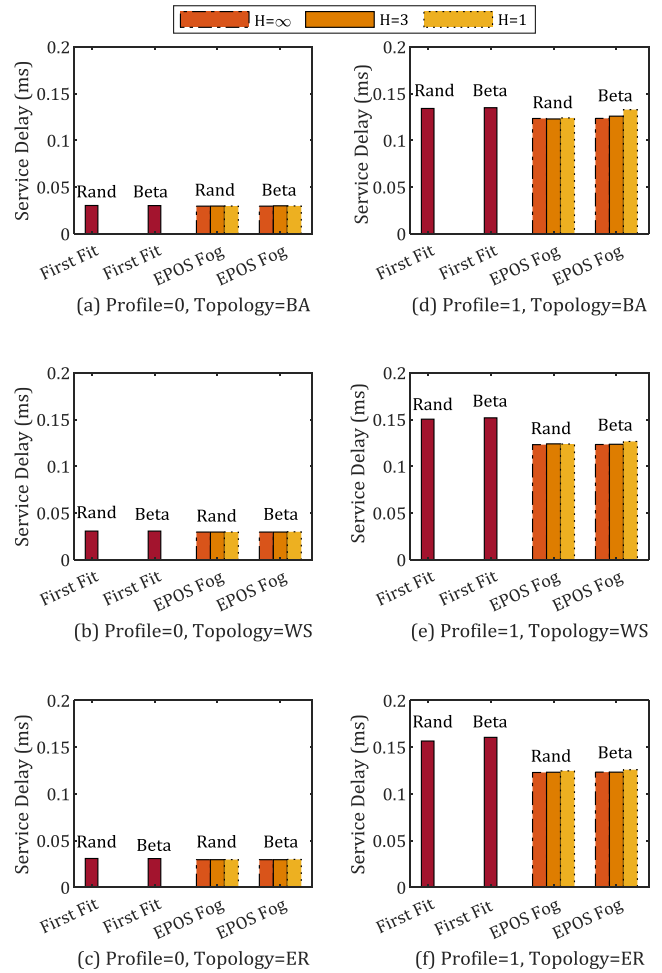 H=∞ H=3 H=1
0.2
0.15
0.1
0.05
0
Service Delay (ms)
Rand Beta Rand Beta
First Fit First Fit EPOS Fog EPOS Fog
(a) Profile=0, Topology=BA
0.2
0.15
0.1
0.05
0
Service Delay (ms)
Rand Beta Rand Beta
First Fit First Fit EPOS Fog EPOS Fog
(d) Profile=1, Topology=BA
0.2
0.15
0.1
0.05
0
Service Delay (ms)
Rand Beta Rand Beta
First Fit First Fit EPOS Fog EPOS Fog
(b) Profile=0, Topology=WS
0.2
0.15
0.1
0.05
0
Service Delay (ms)
Rand Beta Rand Beta
First Fit First Fit EPOS Fog EPOS Fog
(e) Profile=1, Topology=WS
0.2
0.15
0.1
0.05
0
Service Delay (ms)
Rand Beta Rand Beta
First Fit First Fit EPOS Fog EPOS Fog
(c) Profile=0, Topology=ER
0.2
0.15
0.1
0.05
0
Service Delay (ms)
Rand Beta Rand Beta
First Fit First Fit EPOS Fog EPOS Fog
(f) Profile=1, Topology=ER